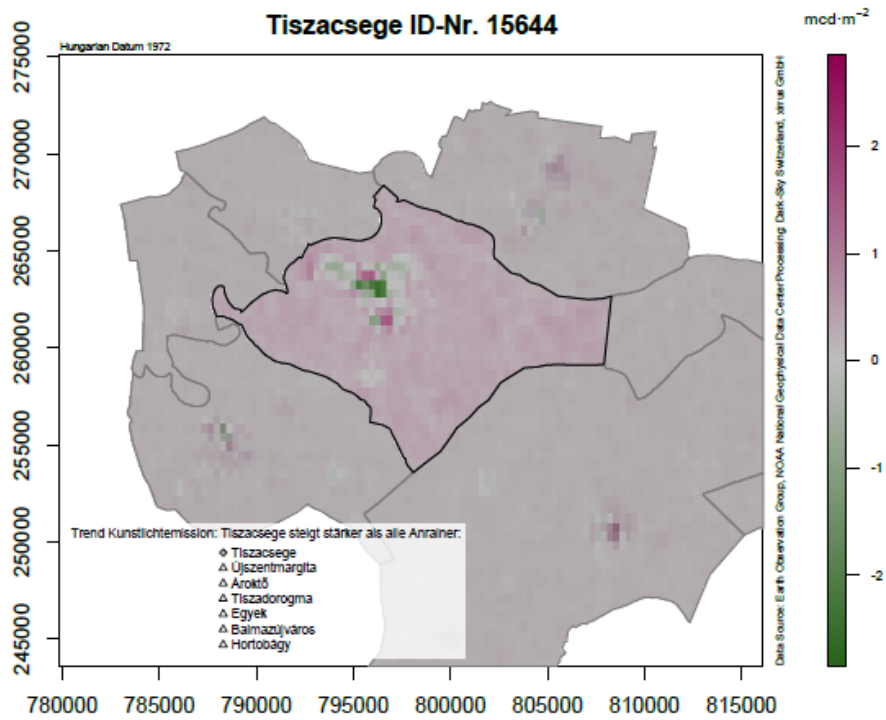 Tiszacsege ID-Nr. 15644
mcd·m−2
Hungarian Datum 1972
275000
270000
265000
260000
255000
250000
245000
2
1
0
-1
-2
Data Source: Earth Observation Group, NOAA National Geophysical Data Center Processing: Dark-Sky Switzerland, xirrus GmbH
Trend Kunstlichtemission: Tiszacsege steigt stärker als alle Anrainer:
Tiszacsege
Újszentmargita
Ároktő
Tiszadorogma
Egyek
Balmazújváros
Hortobágy
780000 785000 790000 795000 800000 805000 810000 815000